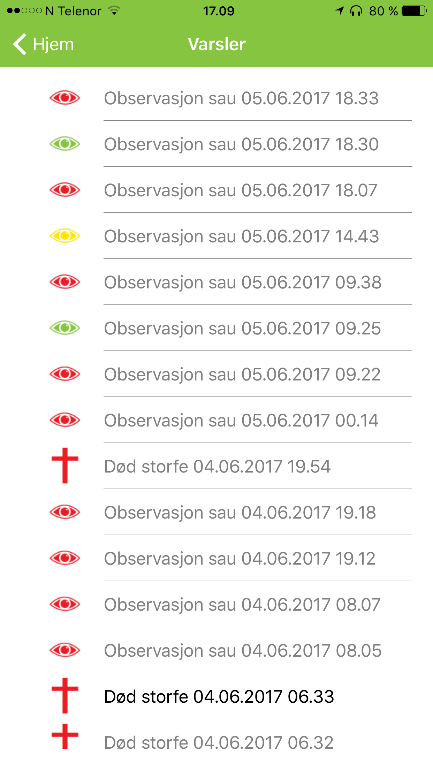 N Telenor 17.09 80 %
Hjem Varsler
Observasjon sau 05.06.2017 18.33
Observasjon sau 05.06.2017 18.30
Observasjon sau 05.06.2017 18.07
Observasjon sau 05.06.2017 14.43
Observasjon sau 05.06.2017 09.38
Observasjon sau 05.06.2017 09.25
Observasjon sau 05.06.2017 09.22
Observasjon sau 05.06.2017 00.14
Død storfe 04.06.2017 19.54
Observasjon sau 04.06.2017 19.18
Observasjon sau 04.06.2017 19.12
Observasjon sau 04.06.2017 08.07
Observasjon sau 04.06.2017 08.05
Død storfe 04.06.2017 06.33
Død storfe 04.06.2017 06.32